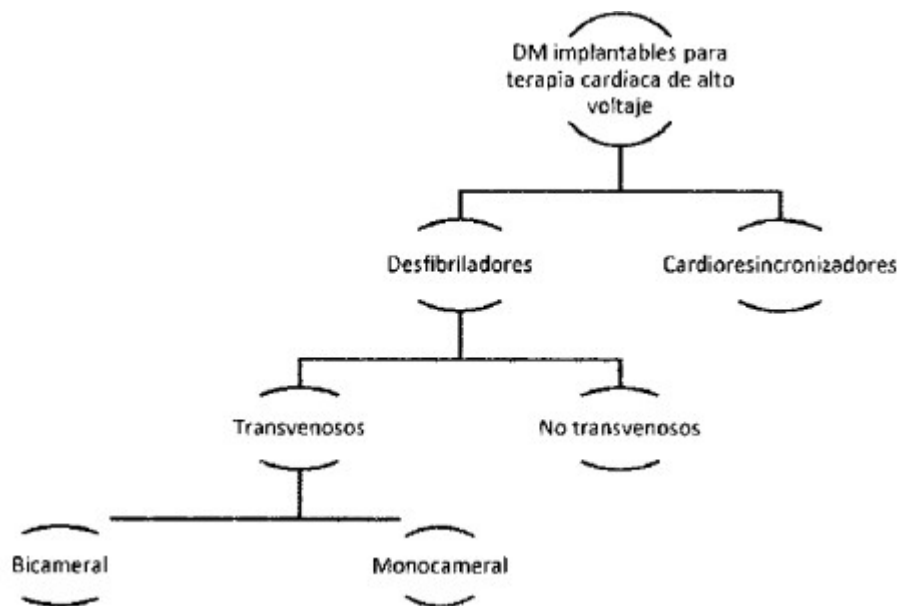 DM implantables para
terapia cardíaca de alto
voltaje
Desfibriladores
Cardioresincronizadores
Transvenosos
No transvenosos
Bicameral
Monocameral